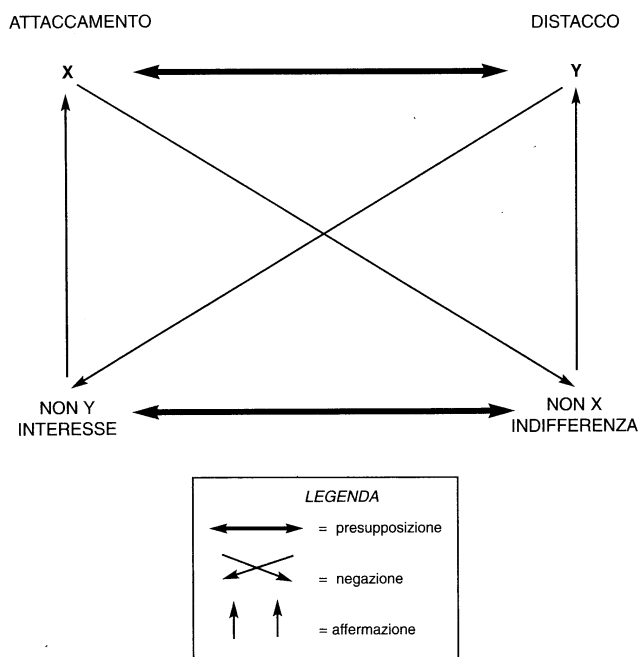 ATTACCAMENTO
DISTACCO
X
Y
NON Y
INTERESSE
NON X
INDIFFERENZA
LEGENDA
= presupposizione
= negazione
= affermazione